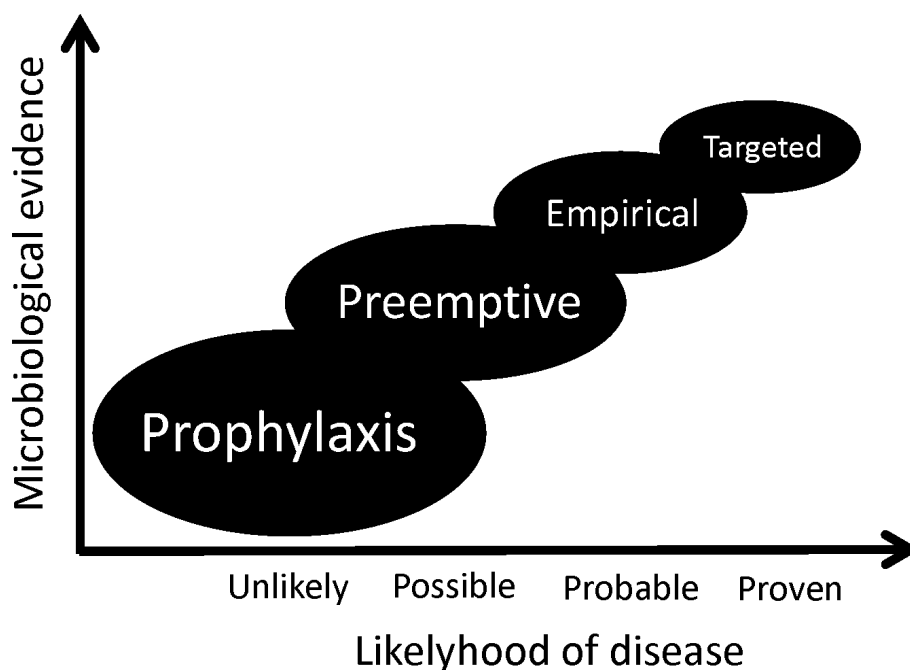 Microbiological evidence
Targeted
Empirical
Preemptive
Prophylaxis
Unlikely Possible Probable Proven
Likelyhood of disease